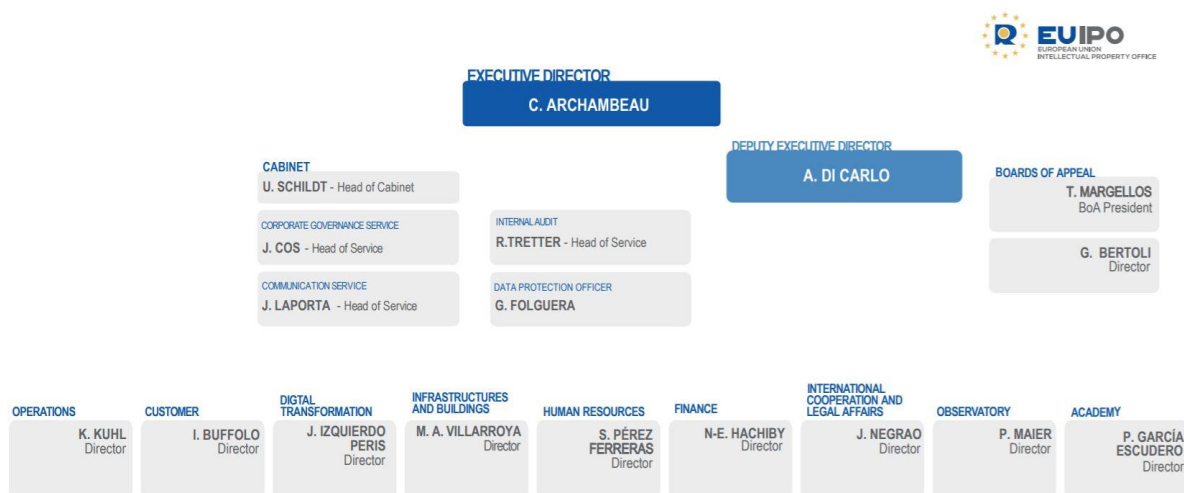 EUIPO
EUROPEAN UNION
INTELLECTUAL PROPERTY OFFICE
EXECUTIVE DIRECTOR
C. ARCHAMBEAU
DEPUTY EXECUTIVE DIRECTOR
A. DI CARLO
CABINET
U. SCHILDT - Head of Cabinet
CORPORATE GOVERNANCE SERVICE
J. COS - Head of Service
COMMUNICATION SERVICE
J. LAPORTA - Head of Service
INTERNAL AUDIT
R.TRETTER - Head of Service
DATA PROTECTION OFFICER
G. FOLGUERA
BOARDS OF APPEAL
T. MARGELLOS
BoA President
G. BERTOLI
Director
OPERATIONS
K. KUHL
Director
CUSTOMER
I. BUFFOLO
Director
DIGTAL
TRANSFORMATION
J. IZQUIERDO
PERIS
Director
INFRASTRUCTURES
AND BUILDINGS
M. A. VILLARROYA
Director
HUMAN RESOURCES
S. PÉREZ
FERRERAS
Director
FINANCE
N-E. HACHIBY
Director
INTERNATIONAL
COOPERATION AND
LEGAL AFFAIRS
J. NEGRAO
Director
OBSERVATORY
P. MAIER
Director
ACADEMY
P. GARCÍA
ESCUDERO
Director